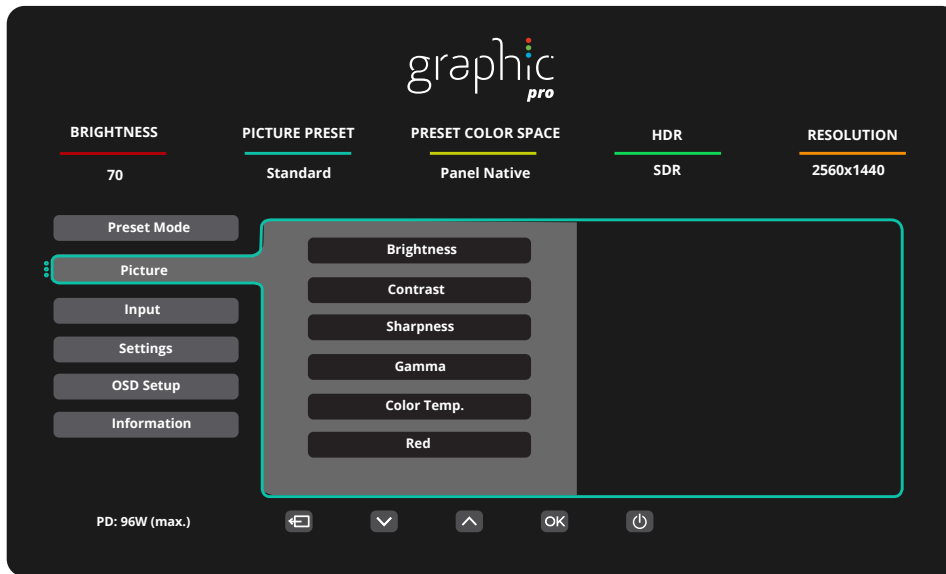 graphic
pro
BRIGHTNESS PICTURE PRESET PRESET COLOR SPACE HDR RESOLUTION
70 Standard Panel Native SDR 2560x1440
Preset Mode
Picture
Input
Settings
OSD Setup
Information
Brightness
Contrast
Sharpness
Gamma
Color Temp.
Red
PD: 96W (max.) OK